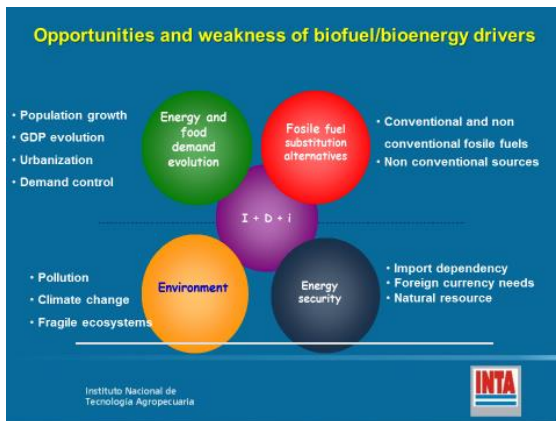 Opportunities and weakness of biofuel/bioenergy drivers
• Population growth
• GDP evolution
• Urbanization
• Demand control
Energy and
food
demand
evolution
Fosile fuel
substitution
alternatives
• Conventional and non
conventional fosile fuels
• Non conventional sources
I + D + i
• Pollution
• Climate change
• Fragile ecosystems
Environment
Energy
security
• Import dependency
• Foreign currency needs
• Natural resource
Instituto Nacional de
Tecnología Agropecuaria
INTA